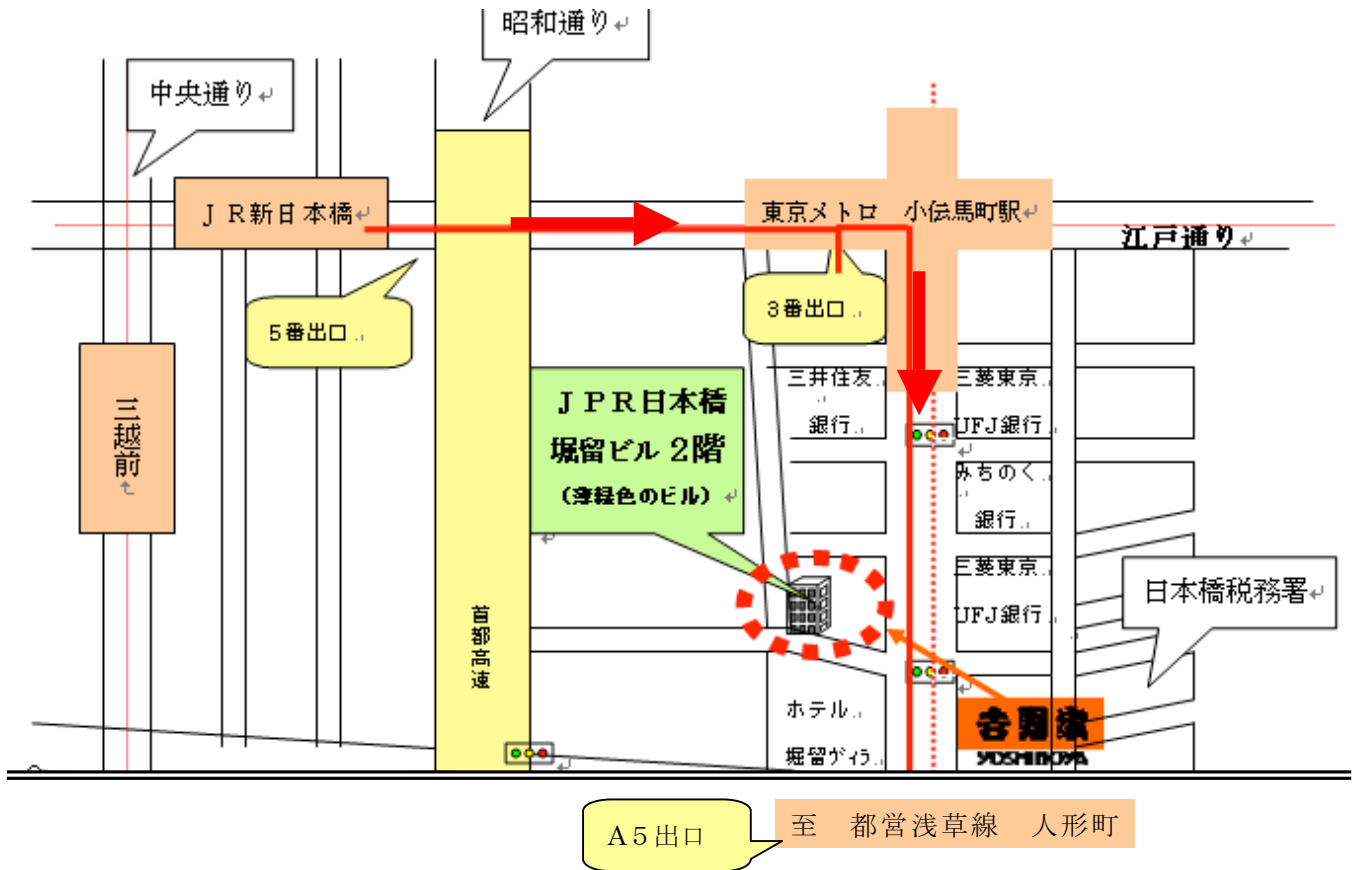 昭和通り
中央通り
ＪＲ新日本橋
東京メトロ 小伝馬町駅
江戸通り
5番出口
3番出口
三越前
ＪＰＲ日本橋
堀留ビル 2階
（薄緑色のビル）
三井住友
銀行
三菱東京
UFJ銀行
みちのく
銀行
三菱東京
UFJ銀行
日本橋税務署
首都高速
ホテル
堀留ヴィラ
吉野家
YOSHINOYA
A5出口
至 都営浅草線 人形町